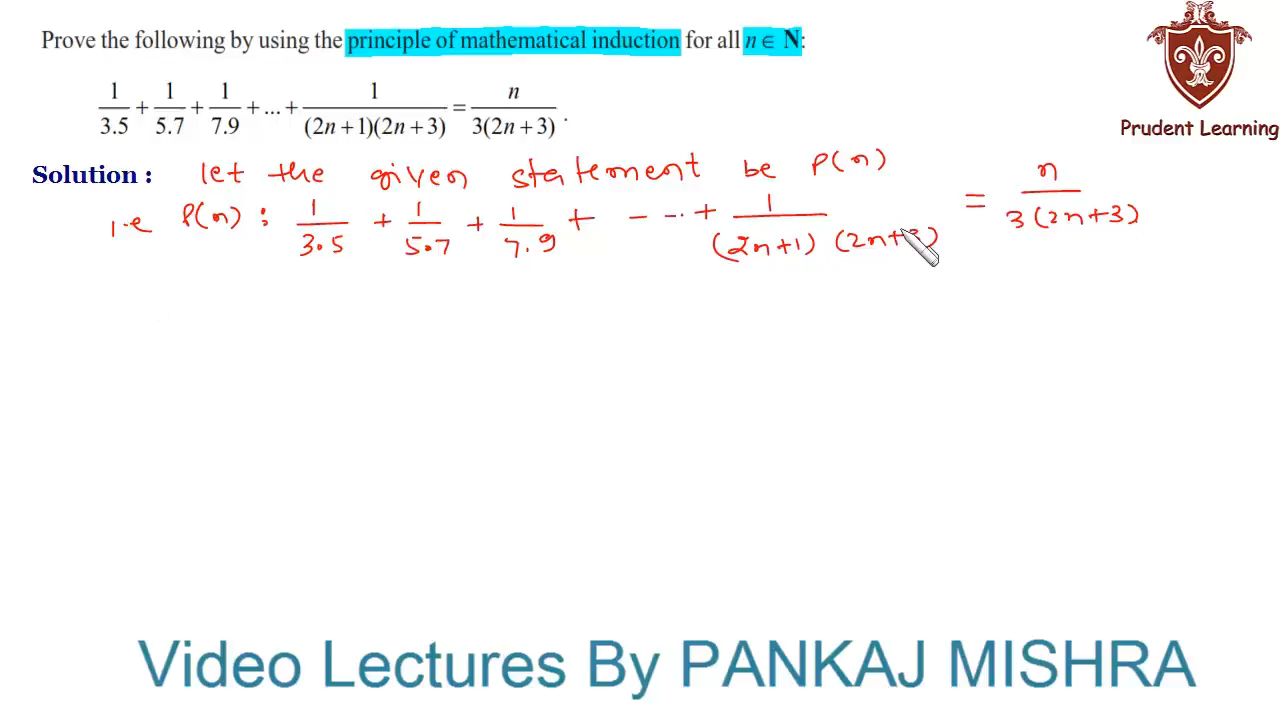 Prove the following by using the principle of mathematical induction for all n ∈ N:
1/3.5 + 1/5.7 + 1/7.9 + ... + 1/(2n+1)(2n+3) = n/3(2n+3) .
Prudent Learning
Solution : let the given statement be P(n)
i.e P(n) : 1/3.5 + 1/5.7 + 1/7.9 + - - .. + 1/(2n+1) (2n+3) = n/3(2n+3)
Video Lectures By PANKAJ MISHRA